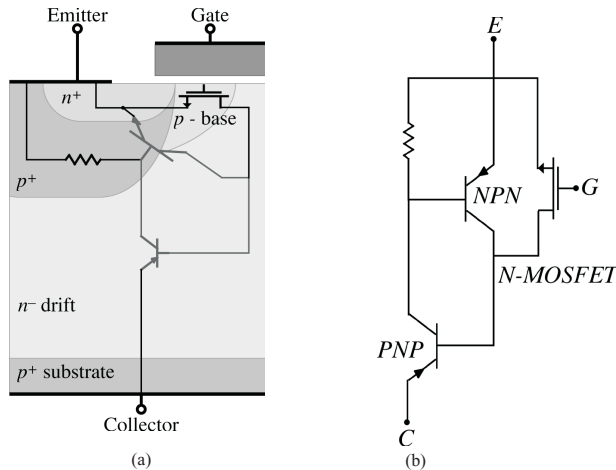 Emitter
Gate
n+
p - base
p+
n– drift
p+ substrate
Collector
(a)
E
NPN
G
N-MOSFET
PNP
C
(b)